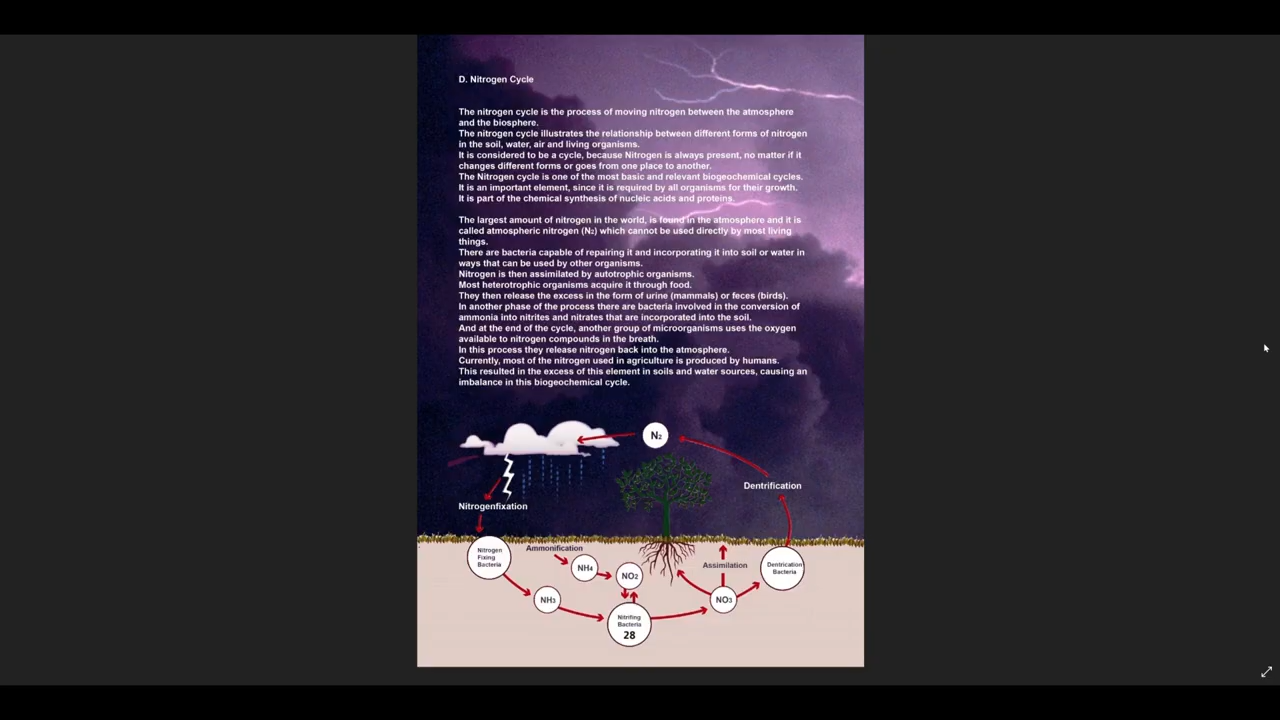 D. Nitrogen Cycle
The nitrogen cycle is the process of moving nitrogen between the atmosphere
and the biosphere.
The nitrogen cycle illustrates the relationship between different forms of nitrogen
in the soil, water, air and living organisms.
It is considered to be a cycle, because Nitrogen is always present, no matter if it
changes different forms or goes from one place to another.
The Nitrogen cycle is one of the most basic and relevant biogeochemical cycles.
It is an important element, since it is required by all organisms for their growth.
It is part of the chemical synthesis of nucleic acids and proteins.
The largest amount of nitrogen in the world, is found in the atmosphere and it is
called atmospheric nitrogen (N₂) which cannot be used directly by most living
things.
There are bacteria capable of repairing it and incorporating it into soil or water in
ways that can be used by other organisms.
Nitrogen is then assimilated by autotrophic organisms.
Most heterotrophic organisms acquire it through food.
They then release the excess in the form of urine (mammals) or feces (birds).
In another phase of the process there are bacteria involved in the conversion of
ammonia into nitrites and nitrates that are incorporated into the soil.
And at the end of the cycle, another group of microorganisms uses the oxygen
available to nitrogen compounds in the breath.
In this process they release nitrogen back into the atmosphere.
Currently, most of the nitrogen used in agriculture is produced by humans.
This resulted in the excess of this element in soils and water sources, causing an
imbalance in this biogeochemical cycle.
N₂
Dentrification
Nitrogenfixation
Nitrogen
Fixing
Bacteria
Ammonification
NH₄
NO₂
Assimilation
Dentrication
Bacteria
NH₃
NO₃
Nitrifing
Bacteria
28